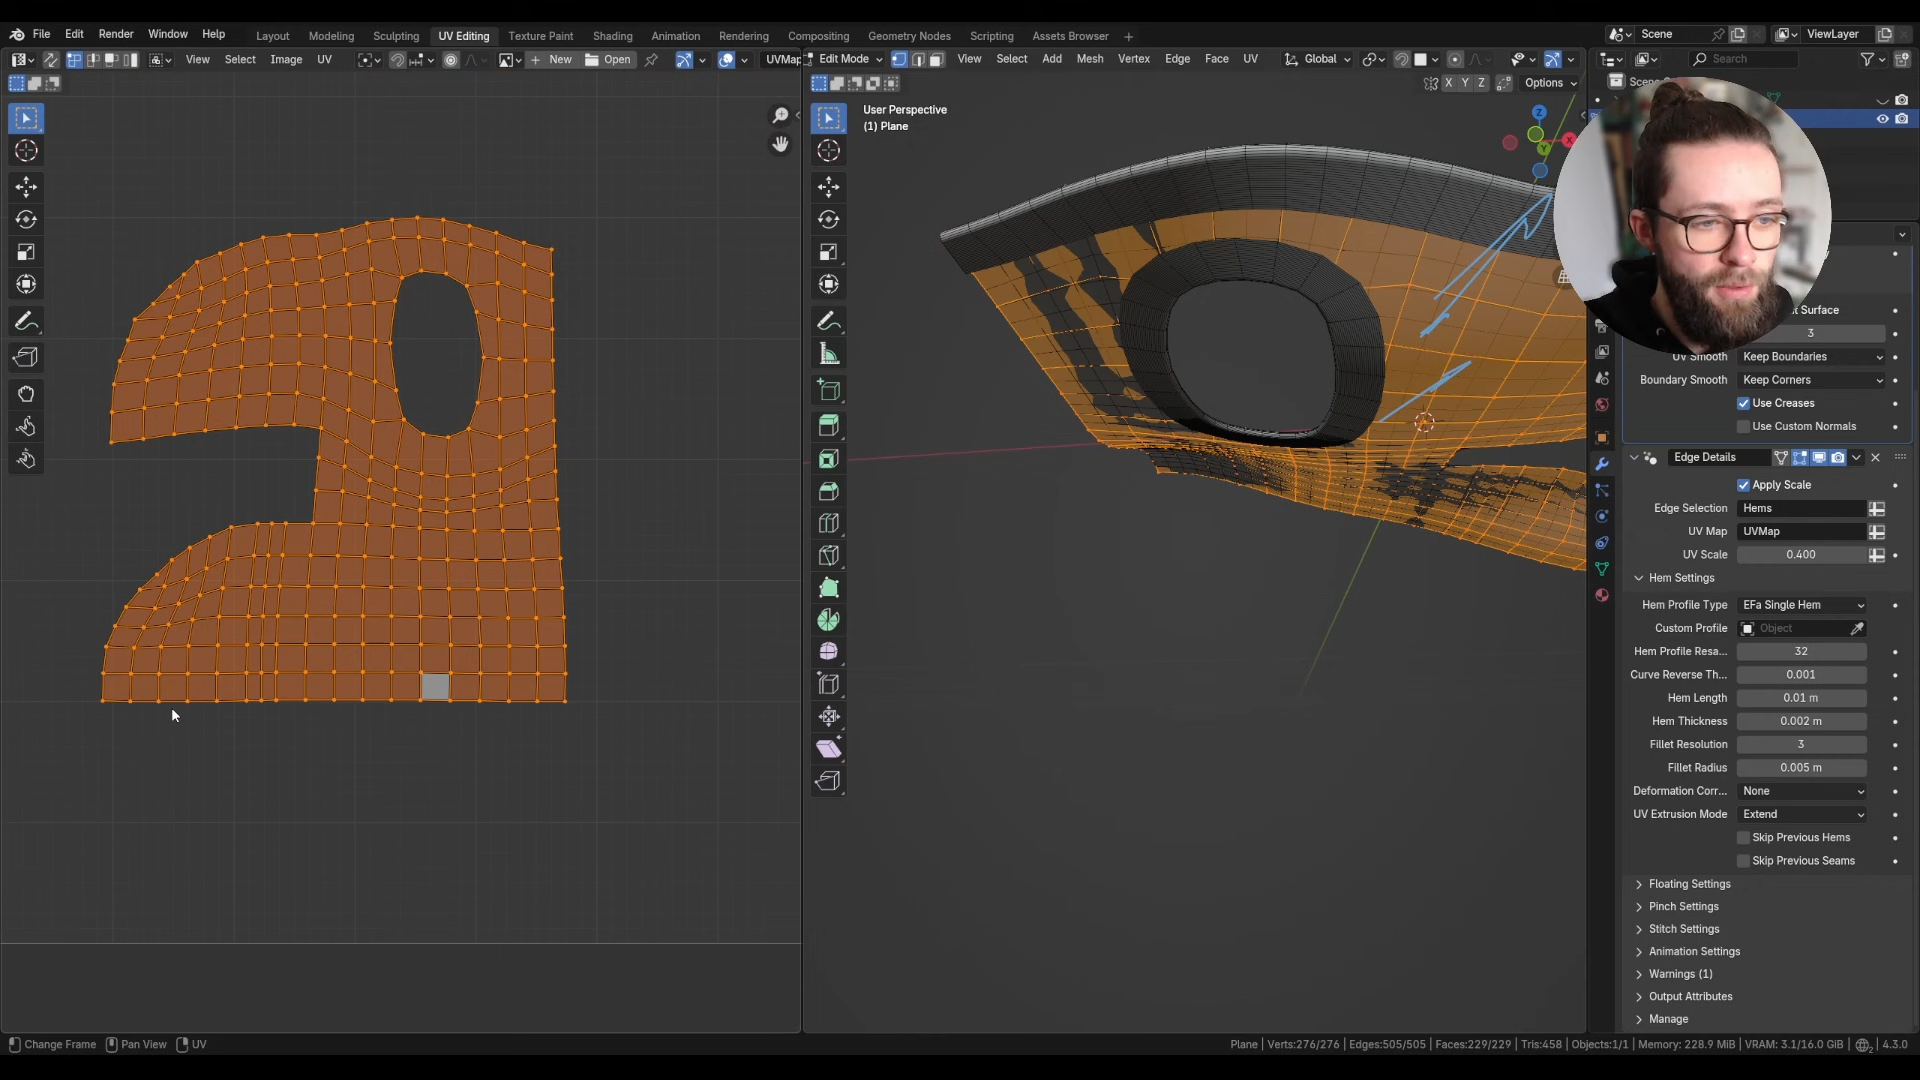 File Edit Render Window Help Layout Modeling Sculpting UV Editing Texture Paint Shading Animation Rendering Compositing Geometry Nodes Scripting Assets Browser + Scene ViewLayer
View Select Image UV New Open UVMap Edit Mode View Select Add Mesh Vertex Edge Face UV Global Search
X Y Z Options
User Perspective
(1) Plane
Surface
3
UV Smooth Keep Boundaries
Boundary Smooth Keep Corners
Use Creases
Use Custom Normals
Edge Details
Apply Scale
Edge Selection Hems
UV Map UVMap
UV Scale 0.400
Hem Settings
Hem Profile Type EFa Single Hem
Custom Profile Object
Hem Profile Resa... 32
Curve Reverse Th... 0.001
Hem Length 0.01 m
Hem Thickness 0.002 m
Fillet Resolution 3
Fillet Radius 0.005 m
Deformation Corr... None
UV Extrusion Mode Extend
Skip Previous Hems
Skip Previous Seams
Floating Settings
Pinch Settings
Stitch Settings
Animation Settings
Warnings (1)
Output Attributes
Manage
Change Frame Pan View UV Plane | Verts:276/276 | Edges:505/505 | Faces:229/229 | Tris:458 | Objects:1/1 | Memory: 228.9 MiB | VRAM: 3.1/16.0 GiB | 4.3.0